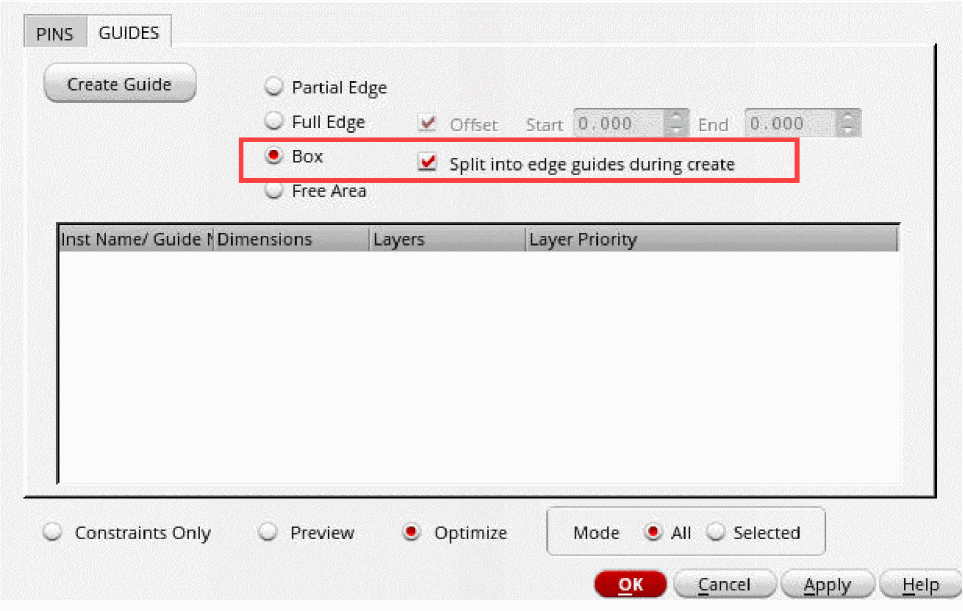 PINS GUIDES
Create Guide
Partial Edge
Full Edge Offset Start 0.000 End 0.000
Box Split into edge guides during create
Free Area
Inst Name/ Guide Dimensions Layers Layer Priority
Constraints Only Preview Optimize Mode All Selected
OK Cancel Apply Help